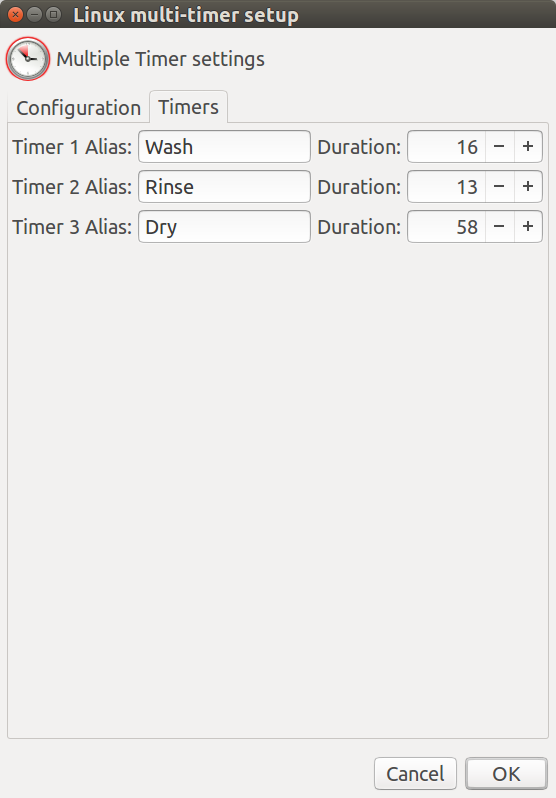 Linux multi-timer setup
Multiple Timer settings
Configuration Timers
Timer 1 Alias: Wash Duration: 16 − +
Timer 2 Alias: Rinse Duration: 13 − +
Timer 3 Alias: Dry Duration: 58 − +
Cancel OK